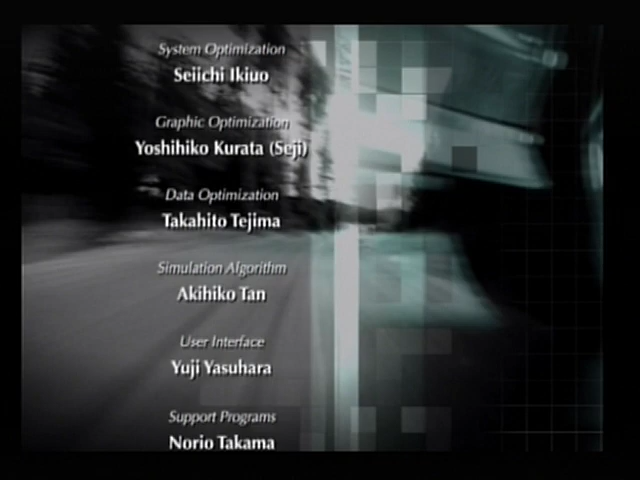 System Optimization
Seiichi Ikiuo
Graphic Optimization
Yoshihiko Kurata (Seji)
Data Optimization
Takahito Tejima
Simulation Algorithm
Akihiko Tan
User Interface
Yuji Yasuhara
Support Programs
Norio Takama